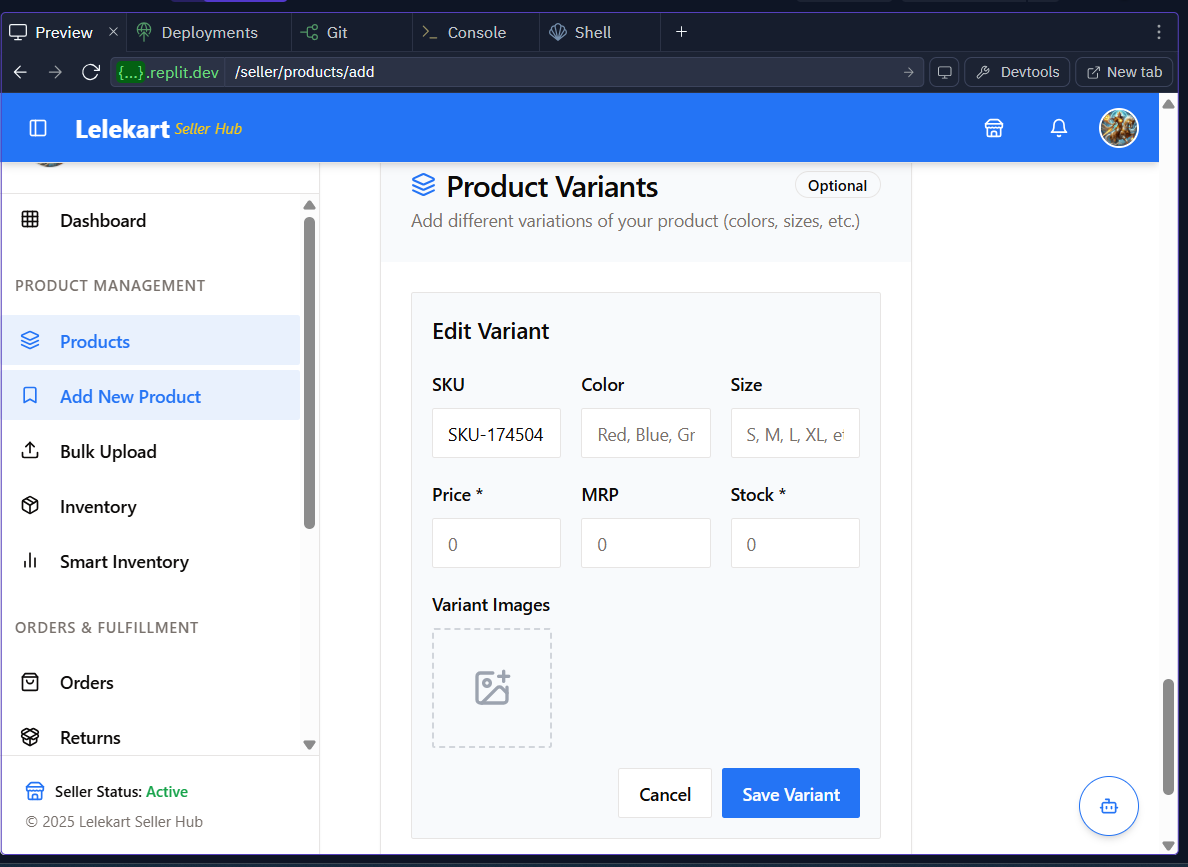 Preview
Deployments
Git
Console
Shell
{...}.replit.dev
/seller/products/add
Devtools
New tab
Lelekart Seller Hub
Dashboard
PRODUCT MANAGEMENT
Products
Add New Product
Bulk Upload
Inventory
Smart Inventory
ORDERS & FULFILLMENT
Orders
Returns
Seller Status: Active
© 2025 Lelekart Seller Hub
Product Variants
Optional
Add different variations of your product (colors, sizes, etc.)
Edit Variant
SKU Color Size
SKU-174504 Red, Blue, Gr S, M, L, XL, et
Price * MRP Stock *
0 0 0
Variant Images
Cancel Save Variant